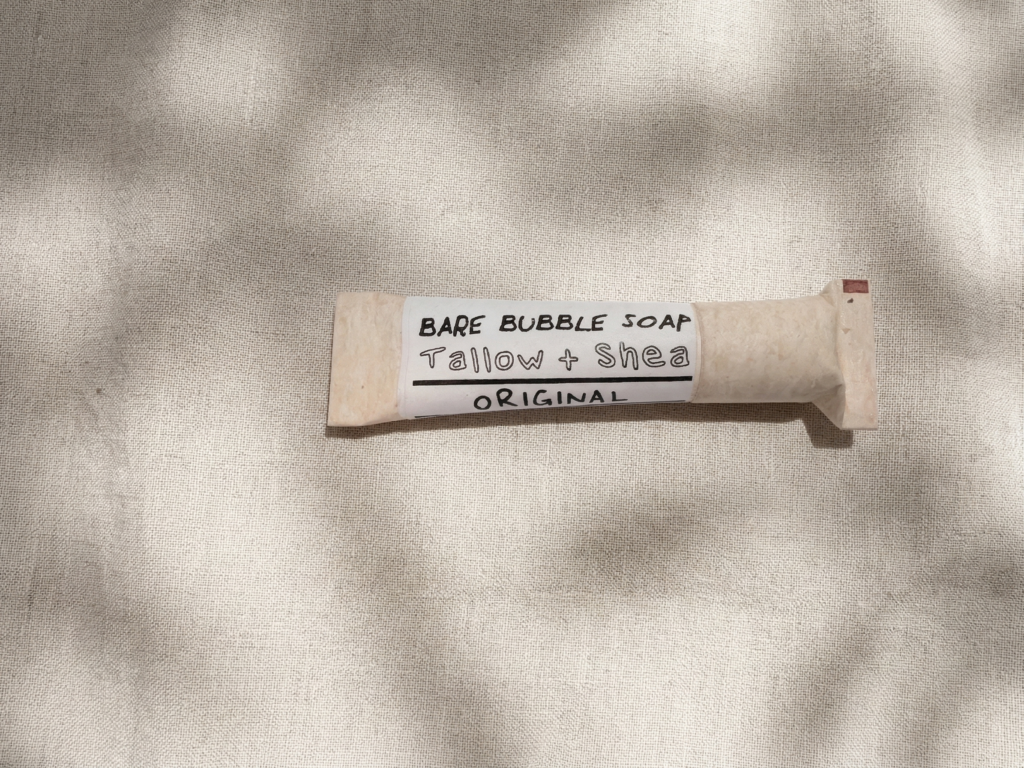 BARE BUBBLE SOAP
Tallow + Shea
ORIGINAL